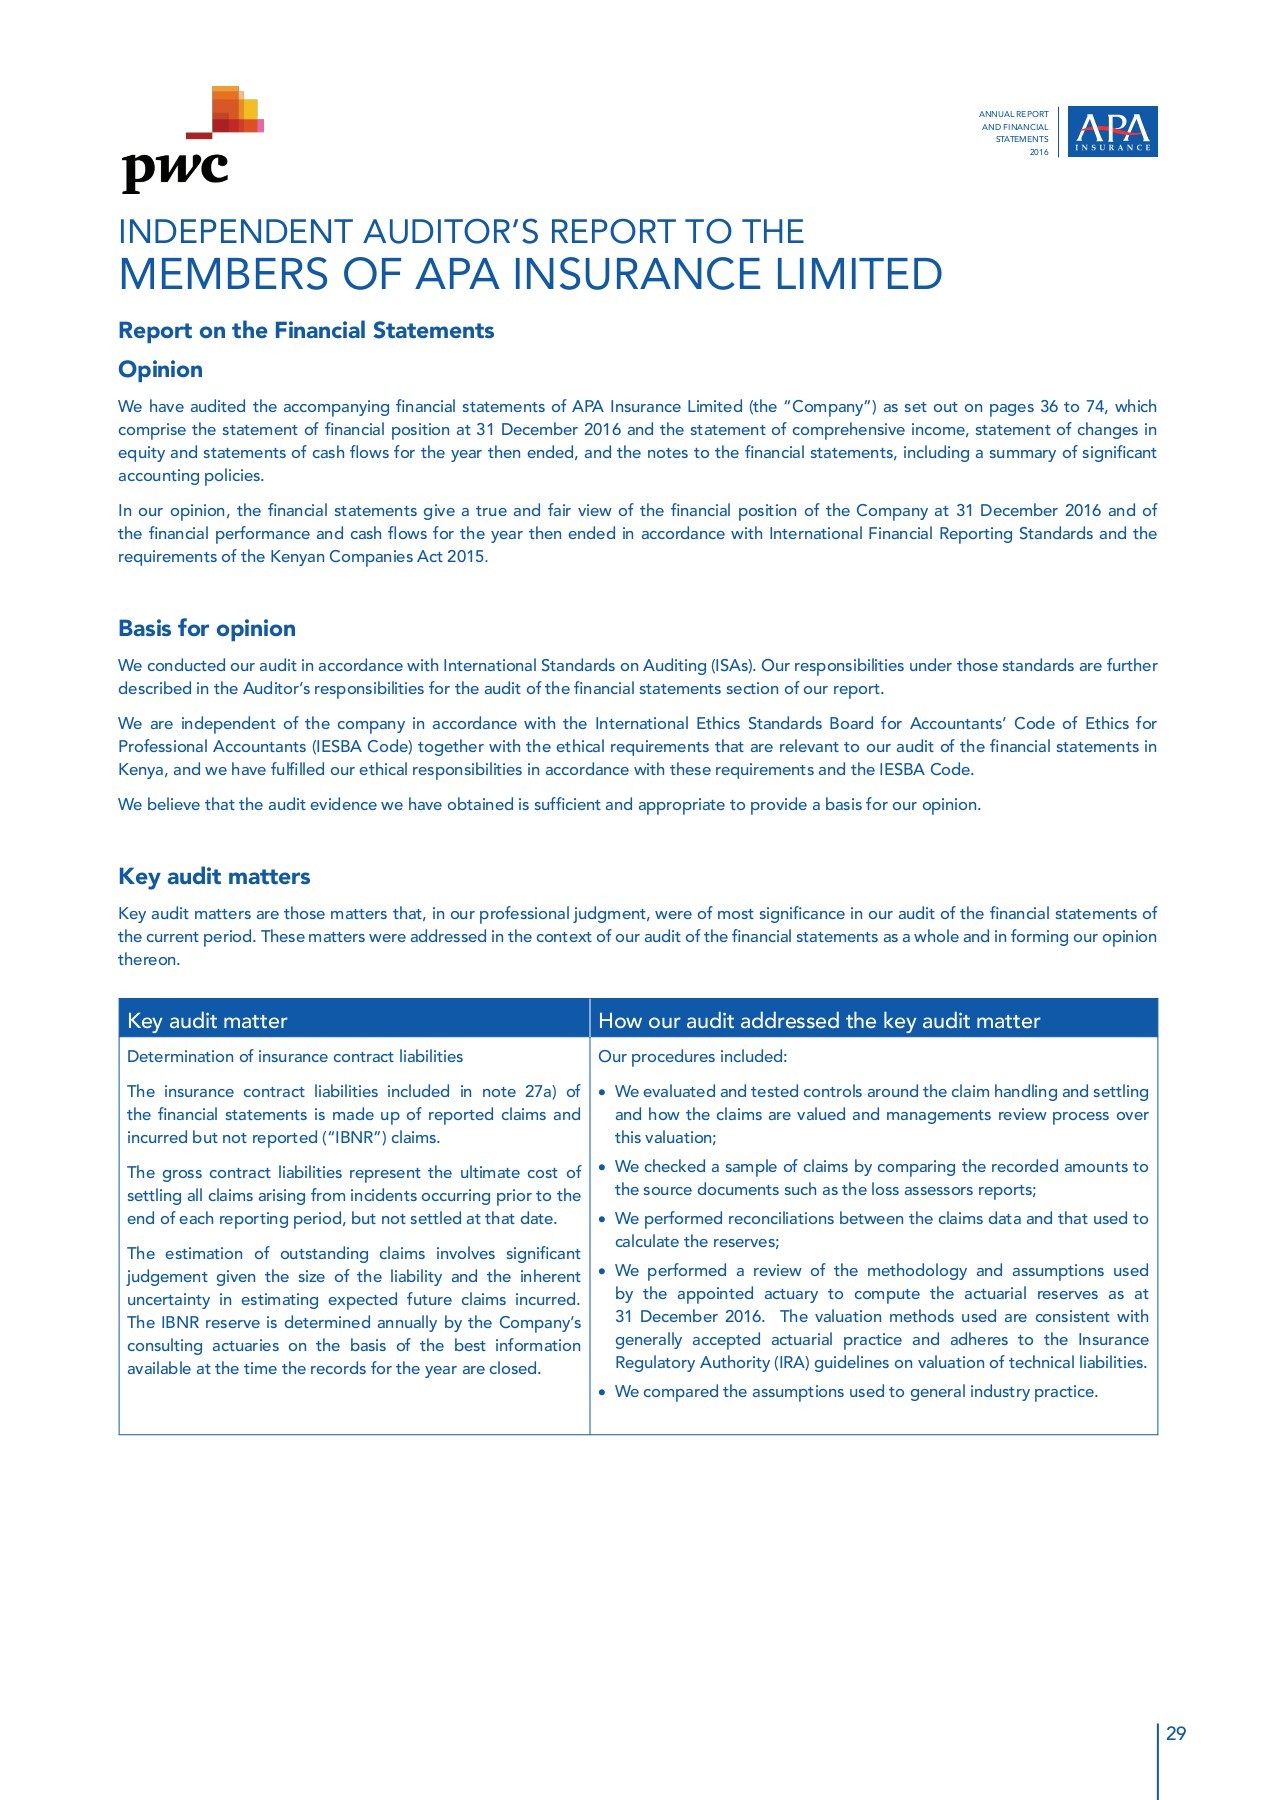 pwc
ANNUAL REPORT
AND FINANCIAL
STATEMENTS
2016
APA
INSURANCE
INDEPENDENT AUDITOR’S REPORT TO THE
MEMBERS OF APA INSURANCE LIMITED
Report on the Financial Statements
Opinion
We have audited the accompanying financial statements of APA Insurance Limited (the “Company”) as set out on pages 36 to 74, which
comprise the statement of financial position at 31 December 2016 and the statement of comprehensive income, statement of changes in
equity and statements of cash flows for the year then ended, and the notes to the financial statements, including a summary of significant
accounting policies.
In our opinion, the financial statements give a true and fair view of the financial position of the Company at 31 December 2016 and of
the financial performance and cash flows for the year then ended in accordance with International Financial Reporting Standards and the
requirements of the Kenyan Companies Act 2015.
Basis for opinion
We conducted our audit in accordance with International Standards on Auditing (ISAs). Our responsibilities under those standards are further
described in the Auditor’s responsibilities for the audit of the financial statements section of our report.
We are independent of the company in accordance with the International Ethics Standards Board for Accountants’ Code of Ethics for
Professional Accountants (IESBA Code) together with the ethical requirements that are relevant to our audit of the financial statements in
Kenya, and we have fulfilled our ethical responsibilities in accordance with these requirements and the IESBA Code.
We believe that the audit evidence we have obtained is sufficient and appropriate to provide a basis for our opinion.
Key audit matters
Key audit matters are those matters that, in our professional judgment, were of most significance in our audit of the financial statements of
the current period. These matters were addressed in the context of our audit of the financial statements as a whole and in forming our opinion
thereon.
Key audit matter
Determination of insurance contract liabilities
The insurance contract liabilities included in note 27a) of
the financial statements is made up of reported claims and
incurred but not reported (“IBNR”) claims.
The gross contract liabilities represent the ultimate cost of
settling all claims arising from incidents occurring prior to the
end of each reporting period, but not settled at that date.
The estimation of outstanding claims involves significant
judgement given the size of the liability and the inherent
uncertainty in estimating expected future claims incurred.
The IBNR reserve is determined annually by the Company’s
consulting actuaries on the basis of the best information
available at the time the records for the year are closed.
How our audit addressed the key audit matter
Our procedures included:
• We evaluated and tested controls around the claim handling and settling
and how the claims are valued and managements review process over
this valuation;
• We checked a sample of claims by comparing the recorded amounts to
the source documents such as the loss assessors reports;
• We performed reconciliations between the claims data and that used to
calculate the reserves;
• We performed a review of the methodology and assumptions used
by the appointed actuary to compute the actuarial reserves as at
31 December 2016. The valuation methods used are consistent with
generally accepted actuarial practice and adheres to the Insurance
Regulatory Authority (IRA) guidelines on valuation of technical liabilities.
• We compared the assumptions used to general industry practice.
29